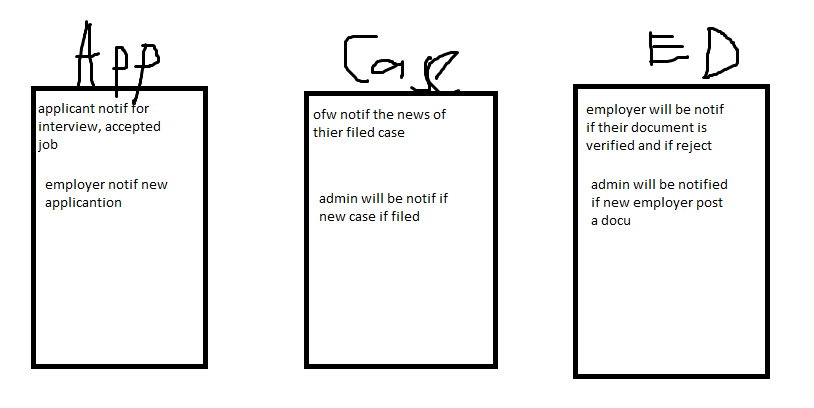 App
applicant notif for
interview, accepted
job
employer notif new
applicantion
Case
ofw notif the news of
thier filed case
admin will be notif if
new case if filed
ED
employer will be notif
if their document is
verified and if reject
admin will be notified
if new employer post
a docu